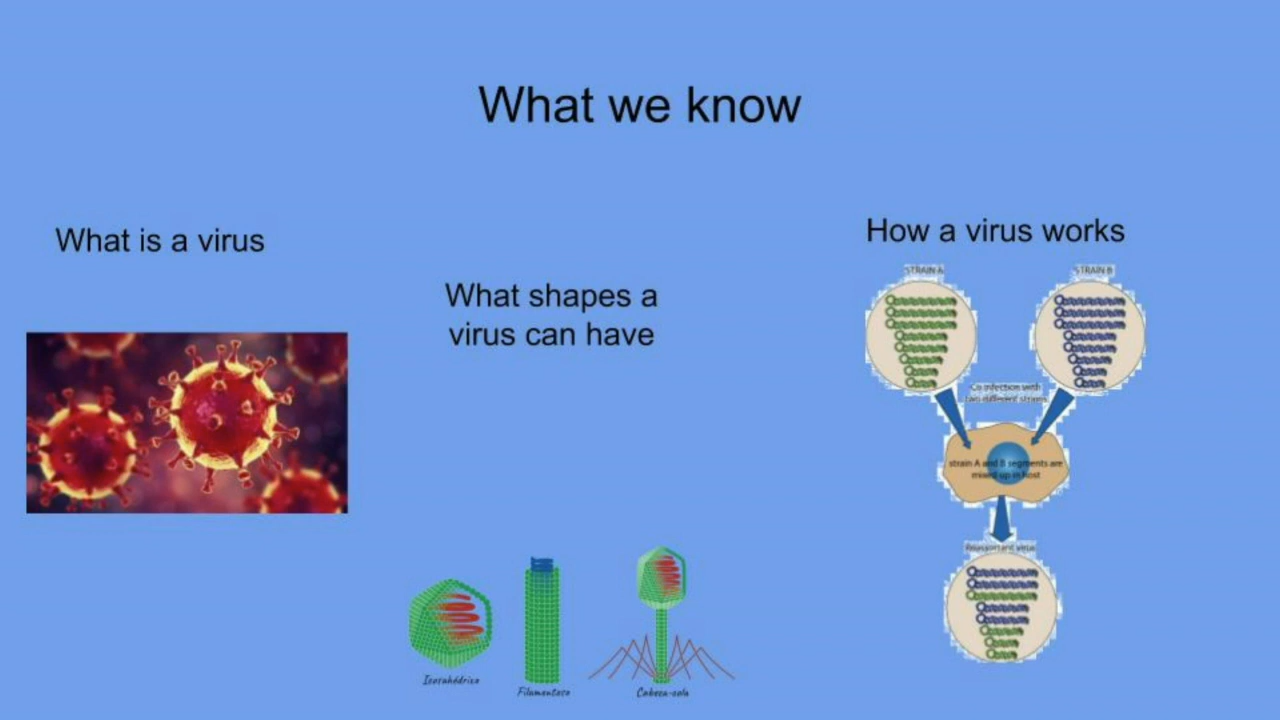 What we know
What is a virus
What shapes a
virus can have
Icosahédrico
Filamentoso
Cabeza-cola
How a virus works
STRAIN A
STRAIN B
Co infection with
two different strains
strain A and B segments are
mixed up in host
Reassortant virus